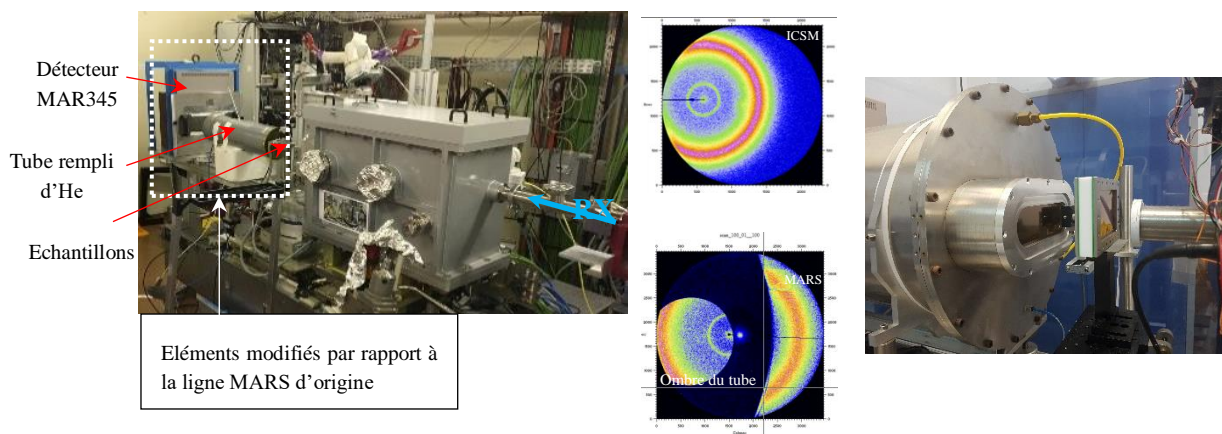 Détecteur
MAR345
Tube rempli
d'He
Echantillons
RX
Eléments modifiés par rapport à
la ligne MARS d'origine
ICSM
MARS
Ombre du tube